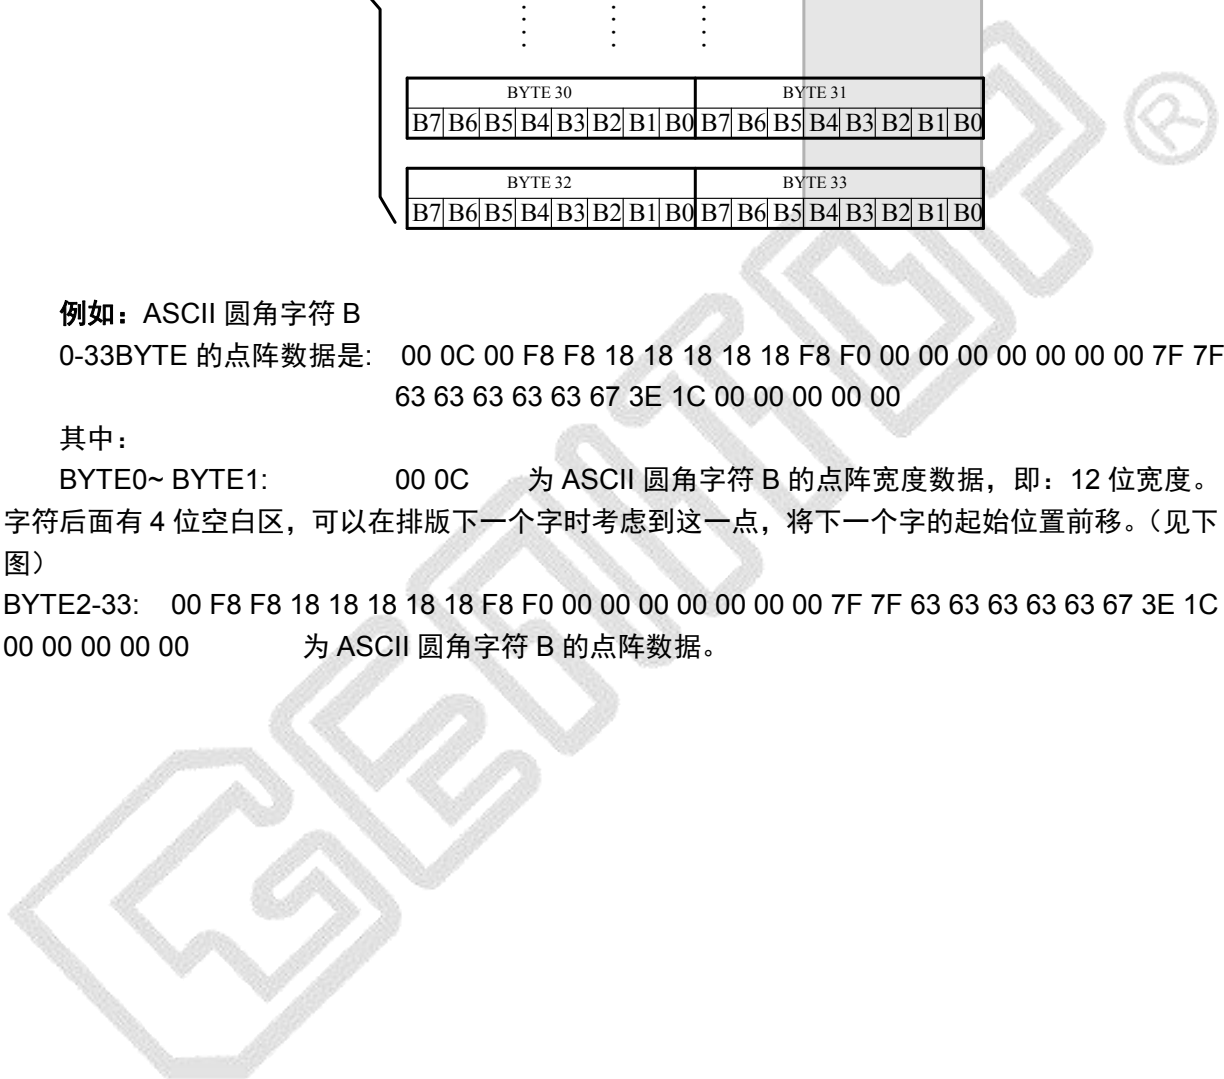 BYTE 30 BYTE 31
B7 B6 B5 B4 B3 B2 B1 B0 B7 B6 B5 B4 B3 B2 B1 B0
BYTE 32 BYTE 33
B7 B6 B5 B4 B3 B2 B1 B0 B7 B6 B5 B4 B3 B2 B1 B0
例如：ASCII 圆角字符 B
0-33BYTE 的点阵数据是: 00 0C 00 F8 F8 18 18 18 18 18 F8 F0 00 00 00 00 00 00 00 7F 7F
63 63 63 63 63 67 3E 1C 00 00 00 00 00
其中：
BYTE0~ BYTE1: 00 0C 为 ASCII 圆角字符 B 的点阵宽度数据，即：12 位宽度。
字符后面有 4 位空白区，可以在排版下一个字时考虑到这一点，将下一个字的起始位置前移。（见下
图）
BYTE2-33: 00 F8 F8 18 18 18 18 18 F8 F0 00 00 00 00 00 00 00 7F 7F 63 63 63 63 63 67 3E 1C
00 00 00 00 00 为 ASCII 圆角字符 B 的点阵数据。
GENITOP®